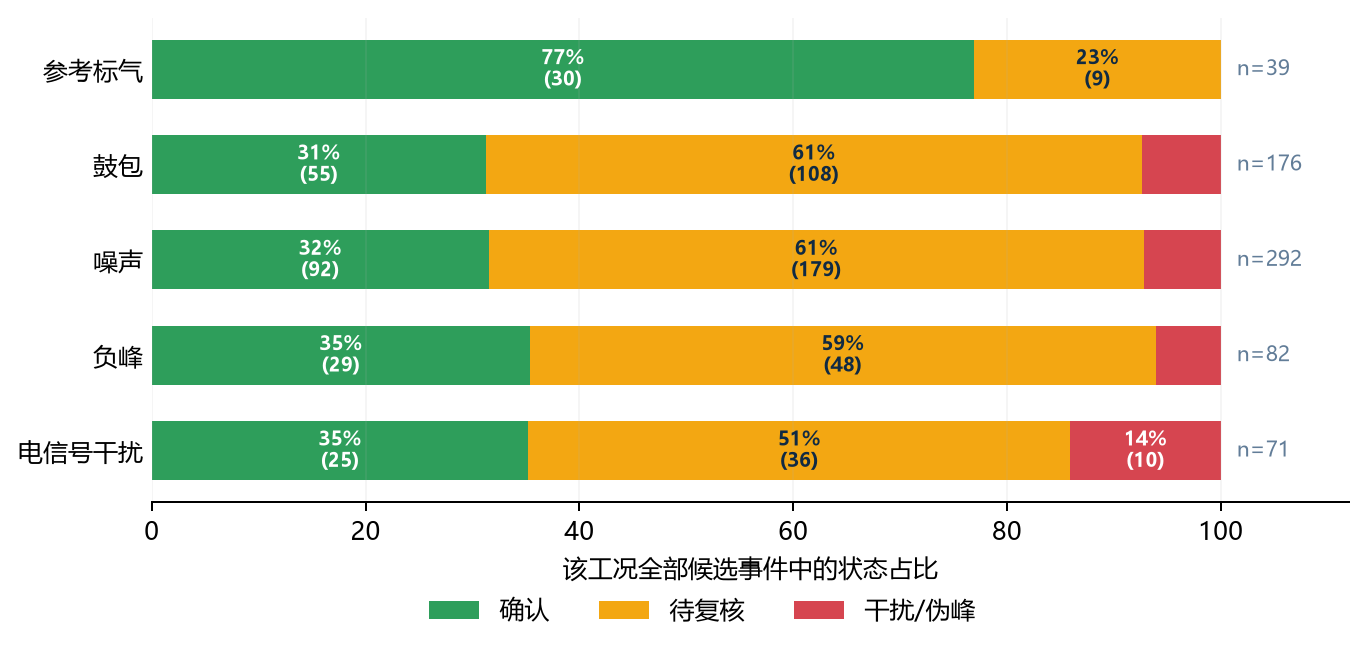 参考标气
77%
(30)
23%
(9)
n=39
鼓包
31%
(55)
61%
(108)
n=176
噪声
32%
(92)
61%
(179)
n=292
负峰
35%
(29)
59%
(48)
n=82
电信号干扰
35%
(25)
51%
(36)
14%
(10)
n=71
0 20 40 60 80 100
该工况全部候选事件中的状态占比
确认 待复核 干扰/伪峰